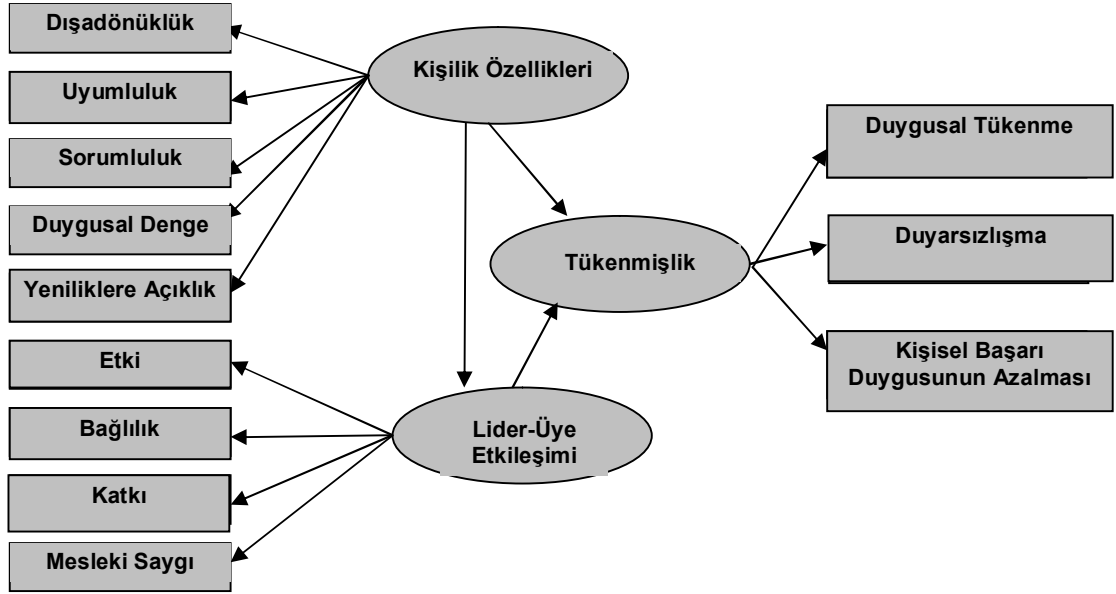 Dışadönüklük
Uyumluluk
Sorumluluk
Duygusal Denge
Yeniliklere Açıklık
Etki
Bağlılık
Katkı
Mesleki Saygı
Kişilik Özellikleri
Tükenmişlik
Lider-Üye
Etkileşimi
Duygusal Tükenme
Duyarsızlışma
Kişisel Başarı
Duygusunun Azalması